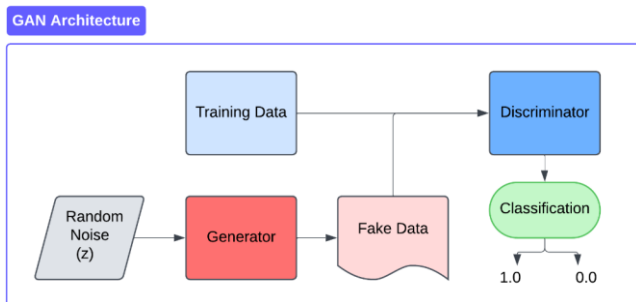 GAN Architecture
Training Data
Discriminator
Random
Noise
(z)
Generator
Fake Data
Classification
1.0
0.0